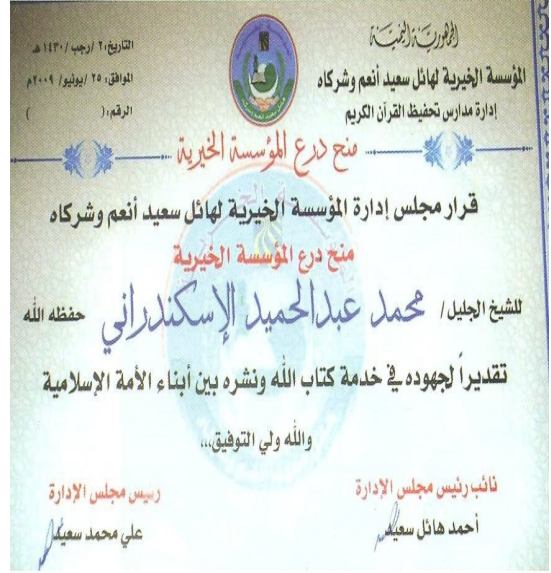 الجمهورية اليمنية
المؤسسة الخيرية لهائل سعيد أنعم وشركاه
إدارة مدارس تحفيظ القرآن الكريم
التاريخ: ٢ /رجب /١٤٣٠ هـ
الموافق: ٢٥ /يونيو/ ٢٠٠٩م
الرقم: ( )
منح درع المؤسسة الخيرية
قرار مجلس إدارة المؤسسة الخيرية لهائل سعيد أنعم وشركاه
منح درع المؤسسة الخيرية
للشيخ الجليل / محمد عبدالحميد الإسكندراني حفظه الله
تقديراً لجهوده في خدمة كتاب الله ونشره بين أبناء الأمة الإسلامية
والله ولي التوفيق،،،
نائب رئيس مجلس الإدارة
أحمد هائل سعيد
رئيس مجلس الإدارة
علي محمد سعيد